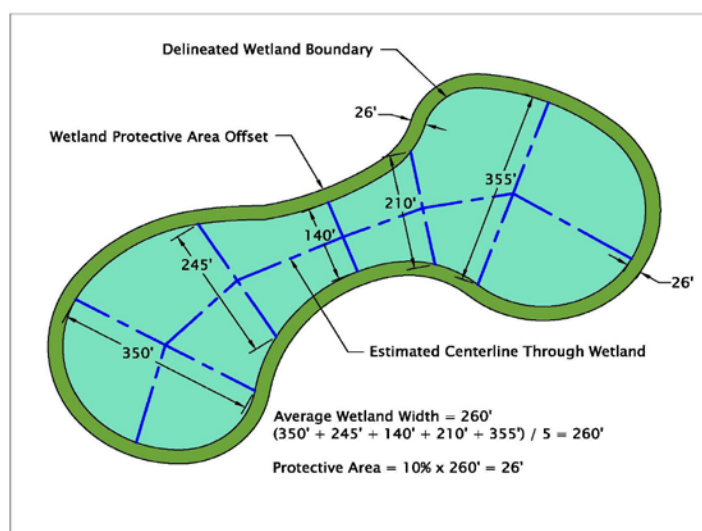 Delineated Wetland Boundary
26'
Wetland Protective Area Offset
355'
210'
140'
245'
26'
350'
Estimated Centerline Through Wetland
Average Wetland Width = 260'
(350' + 245' + 140' + 210' + 355') / 5 = 260'
Protective Area = 10% x 260' = 26'